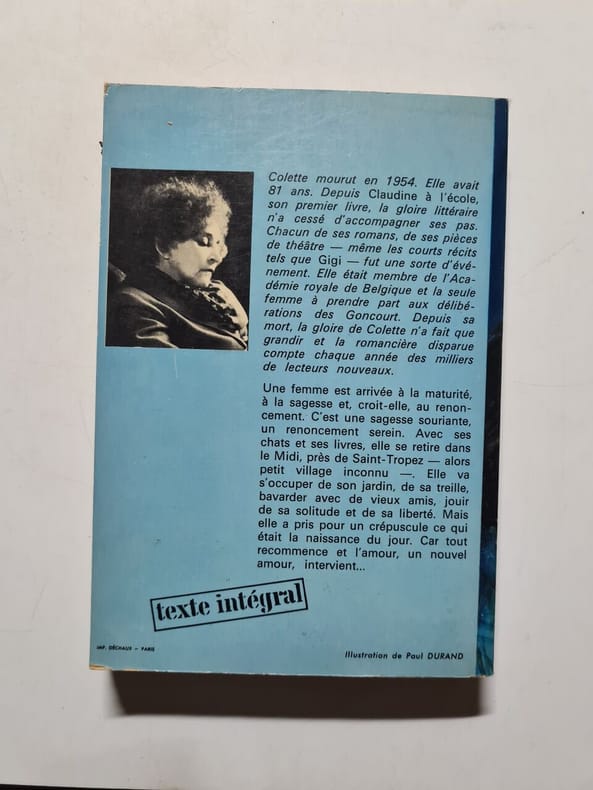 Colette mourut en 1954. Elle avait
81 ans. Depuis Claudine à l'école,
son premier livre, la gloire littéraire
n'a cessé d'accompagner ses pas.
Chacun de ses romans, de ses pièces
de théâtre — même les courts récits
tels que Gigi — fut une sorte d'évé-
nement. Elle était membre de l'Aca-
démie royale de Belgique et la seule
femme à prendre part aux délibé-
rations des Goncourt. Depuis sa
mort, la gloire de Colette n'a fait que
grandir et la romancière disparue
compte chaque année des milliers
de lecteurs nouveaux.
Une femme est arrivée à la maturité,
à la sagesse et, croit-elle, au renon-
cement. C'est une sagesse souriante,
un renoncement serein. Avec ses
chats et ses livres, elle se retire dans
le Midi, près de Saint-Tropez — alors
petit village inconnu —. Elle va
s'occuper de son jardin, de sa treille,
bavarder avec de vieux amis, jouir
de sa solitude et de sa liberté. Mais
elle a pris pour un crépuscule ce qui
était la naissance du jour. Car tout
recommence et l'amour, un nouvel
amour, intervient...
texte intégral
IMP. DÉCHAUX - PARIS
Illustration de Paul DURAND